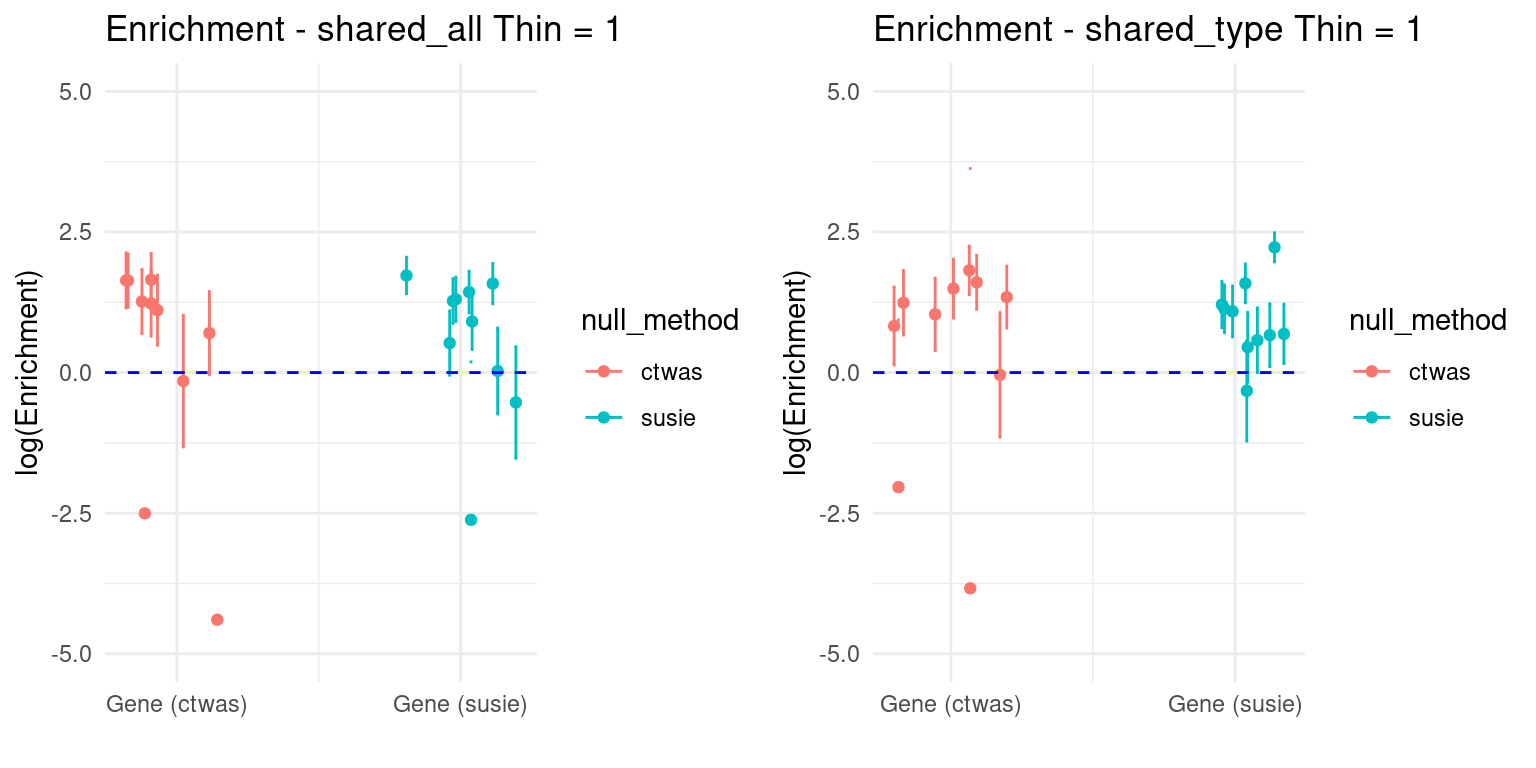 Enrichment - shared_all Thin = 1
log(Enrichment)
5.0
2.5
0.0
-2.5
-5.0
Gene (ctwas)
Gene (susie)
null_method
ctwas
susie
Enrichment - shared_type Thin = 1
log(Enrichment)
5.0
2.5
0.0
-2.5
-5.0
Gene (ctwas)
Gene (susie)
null_method
ctwas
susie